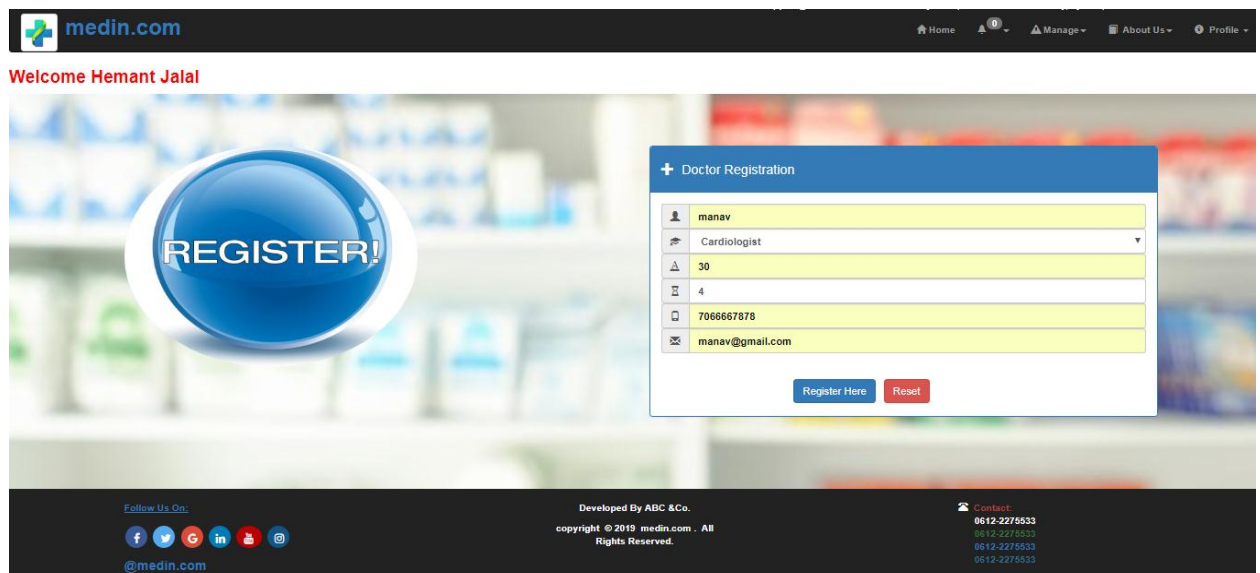 medin.com
Home 0 Manage About Us Profile
Welcome Hemant Jalal
REGISTER!
Doctor Registration
manav
Cardiologist
30
4
7066667878
manav@gmail.com
Register Here Reset
Follow Us On:
@medin.com
Developed By ABC &Co.
copyright ©2019 medin.com . All
Rights Reserved.
Contact:
0612-2275533
0612-2275533
0612-2275533
0612-2275533